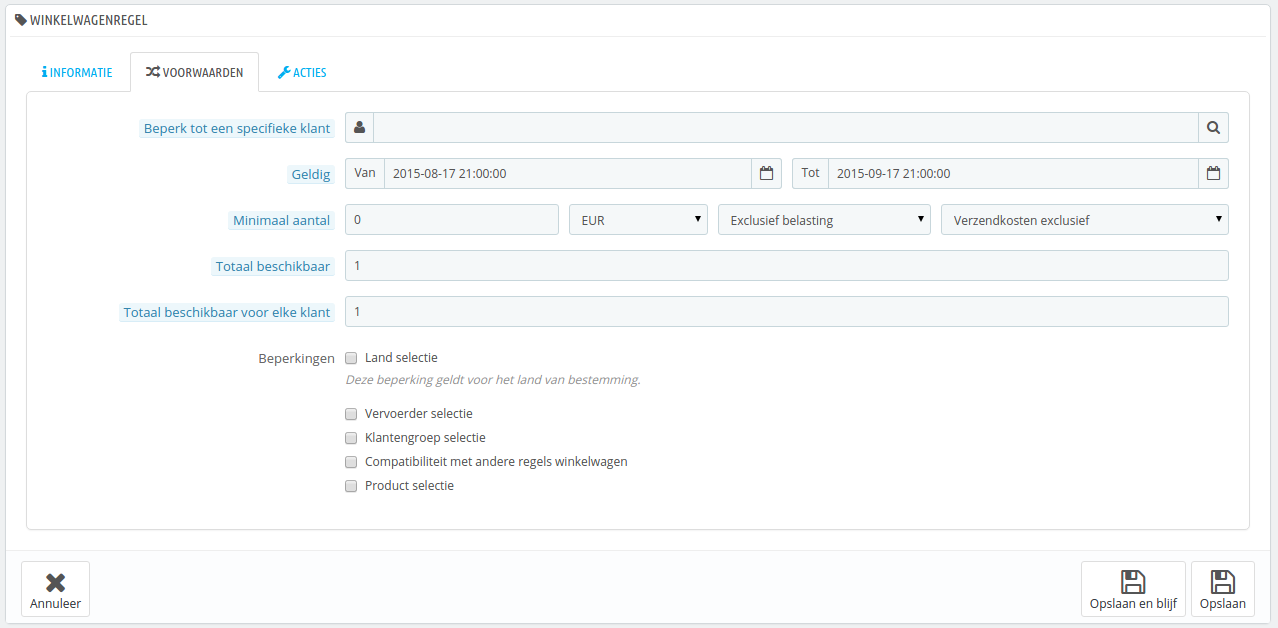 WINKELWAGENREGEL
INFORMATIE VOORWAARDEN ACTIES
Beperk tot een specifieke klant
Geldig Van 2015-08-17 21:00:00 Tot 2015-09-17 21:00:00
Minimaal aantal 0 EUR Exclusief belasting Verzendkosten exclusief
Totaal beschikbaar 1
Totaal beschikbaar voor elke klant 1
Beperkingen Land selectie
Deze beperking geldt voor het land van bestemming.
Vervoerder selectie
Klantengroep selectie
Compatibiliteit met andere regels winkelwagen
Product selectie
Annuleer Opslaan en blijf Opslaan